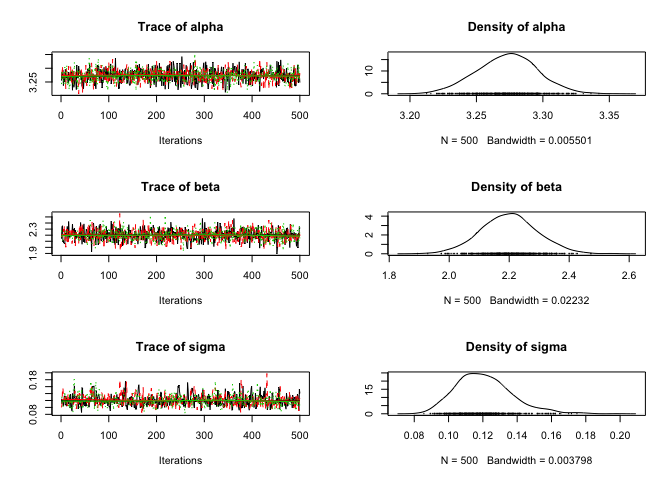 Trace of alpha
3.25
0 100 200 300 400 500
Iterations
Density of alpha
0 10
3.20 3.25 3.30 3.35
N = 500 Bandwidth = 0.005501
Trace of beta
1.9 2.3
0 100 200 300 400 500
Iterations
Density of beta
0 2 4
1.8 2.0 2.2 2.4 2.6
N = 500 Bandwidth = 0.02232
Trace of sigma
0.08 0.18
0 100 200 300 400 500
Iterations
Density of sigma
0 15
0.08 0.10 0.12 0.14 0.16 0.18 0.20
N = 500 Bandwidth = 0.003798